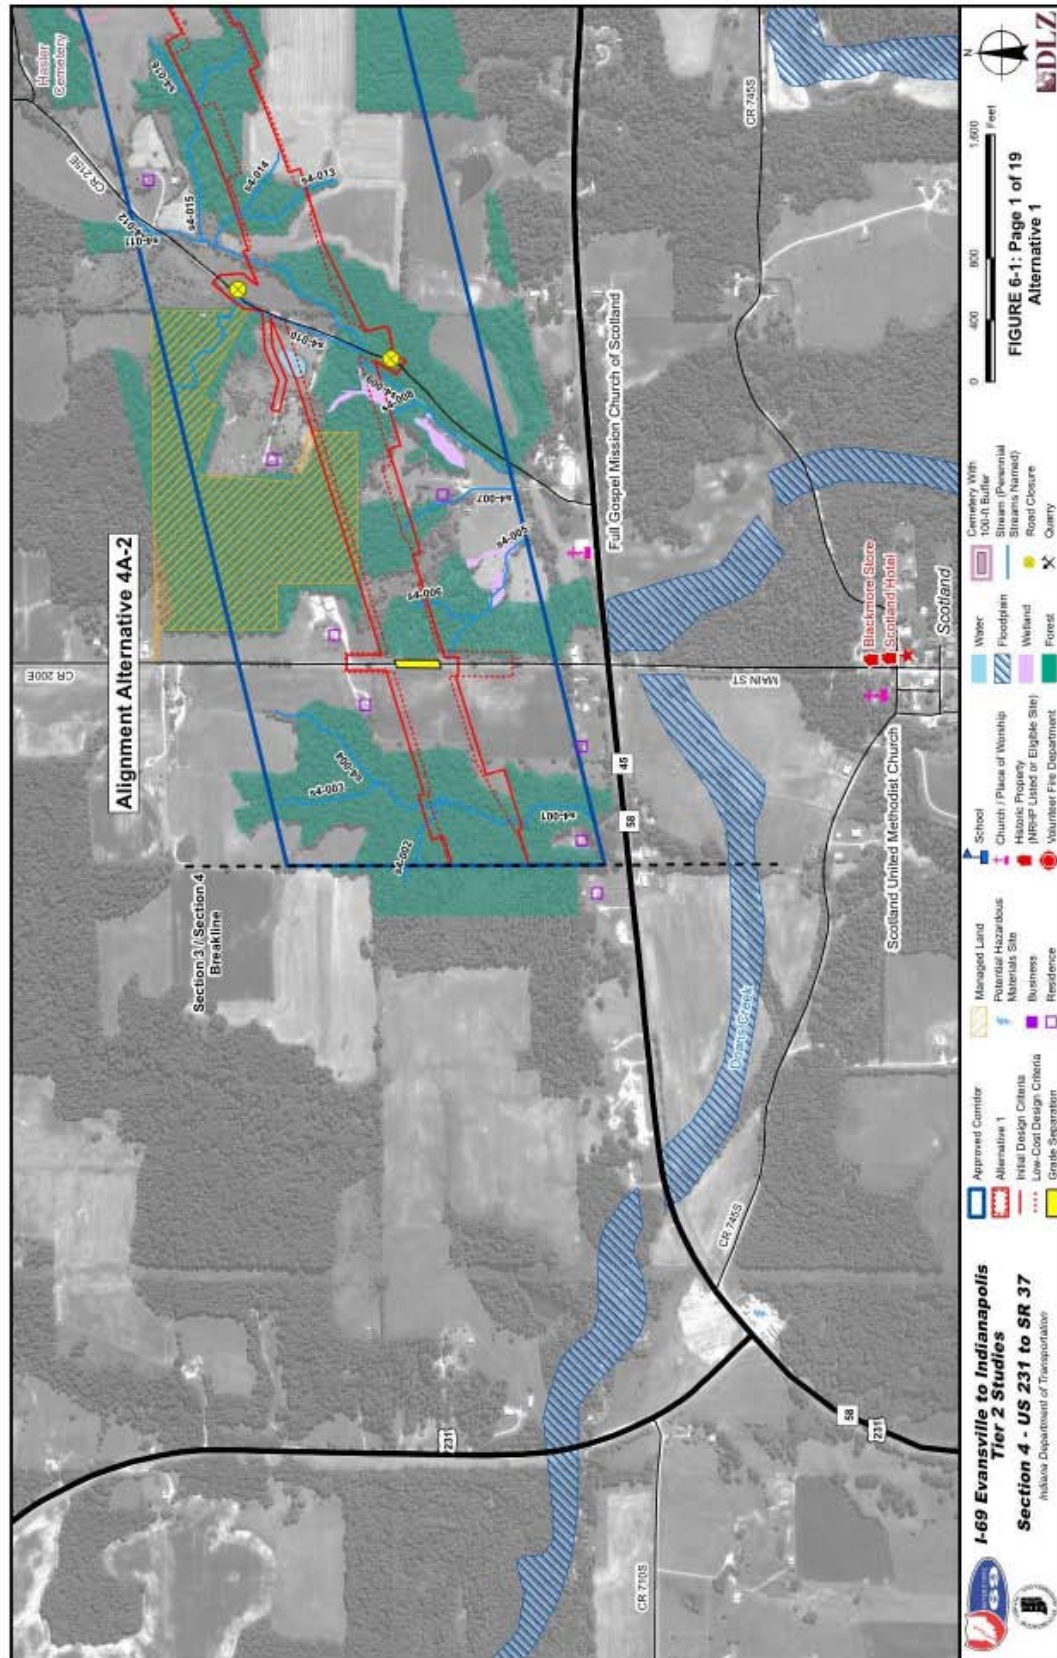 Alignment Alternative 4A-2
Section 3 / Section 4
Breakline
Hasler
Cemetery
CR 215E
CR 200E
s4-016
s4-015
s4-014
s4-013
s4-012
s4-011
s4-010
s4-009
s4-008
s4-007
s4-006
s4-005
s4-004
s4-003
s4-002
s4-001
Full Gospel Mission Church of Scotland
45
58
231
CR 745S
MAIN ST
Blackmore Store
Scotland Hotel
Scotland
Scotland United Methodist Church
Creek
CR 745S
58
231
CR 710S
I-69 Evansville to Indianapolis
Tier 2 Studies
Section 4 - US 231 to SR 37
Indiana Department of Transportation
Approved Corridor
Alternative 1
Initial Design Criteria
Low-Cost Design Criteria
Grade Separation
Managed Land
Potential Hazardous
Materials Site
Business
Residence
School
Church / Place of Worship
Historic Property
(NRHP Listed or Eligible Site)
Volunteer Fire Department
Water
Floodplain
Wetland
Forest
Cemetery With
100-ft Buffer
Stream (Perennial
Streams Named)
Road Closure
Quarry
0 400 800 1,600
Feet
FIGURE 6-1: Page 1 of 19
Alternative 1
N
DLZ